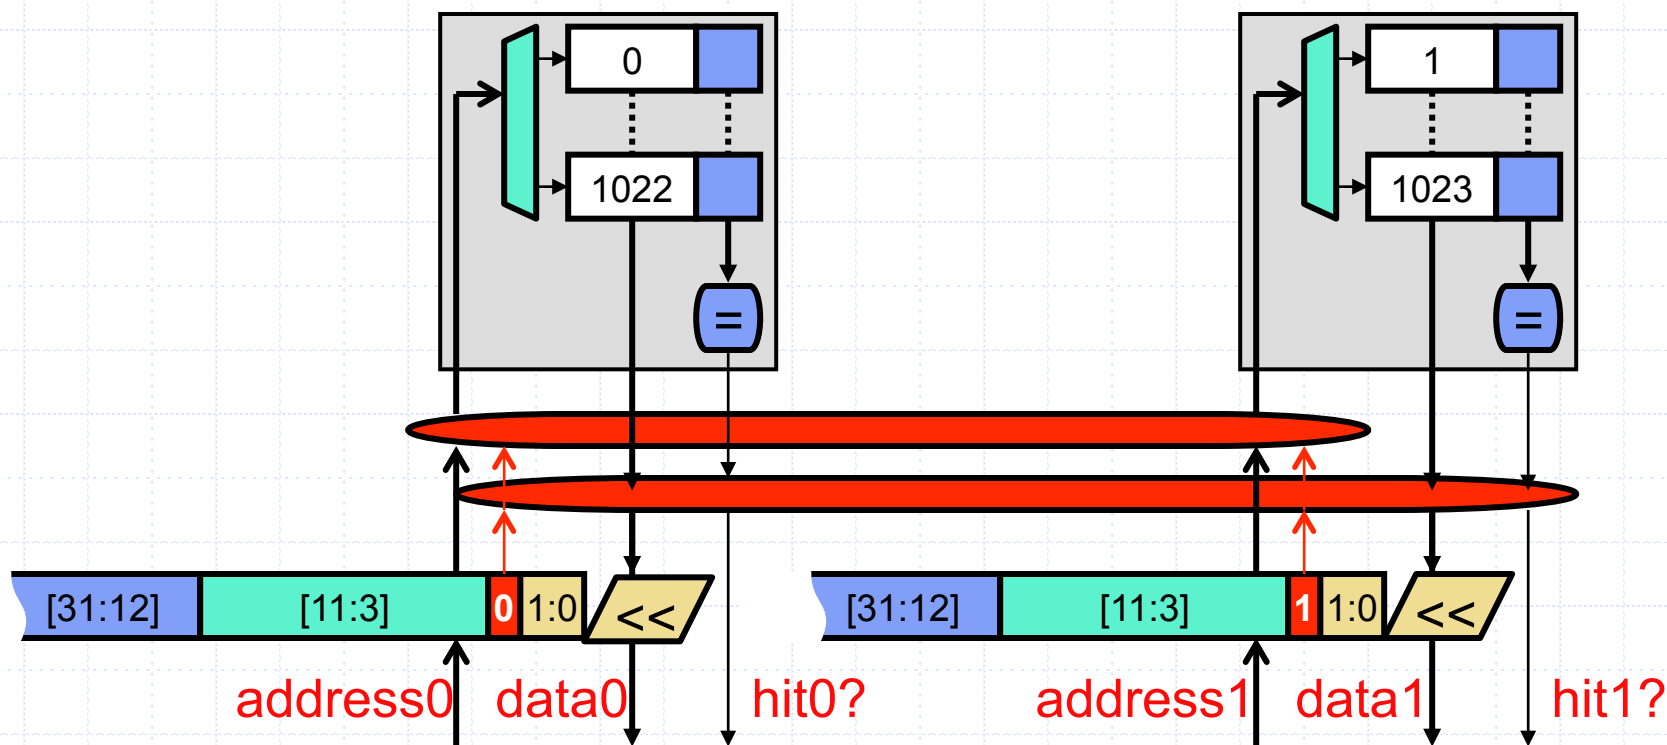 0 1
1022 1023
= =
[31:12] [11:3] 0 1:0 << [31:12] [11:3] 1 1:0 <<
address0 data0 hit0? address1 data1 hit1?